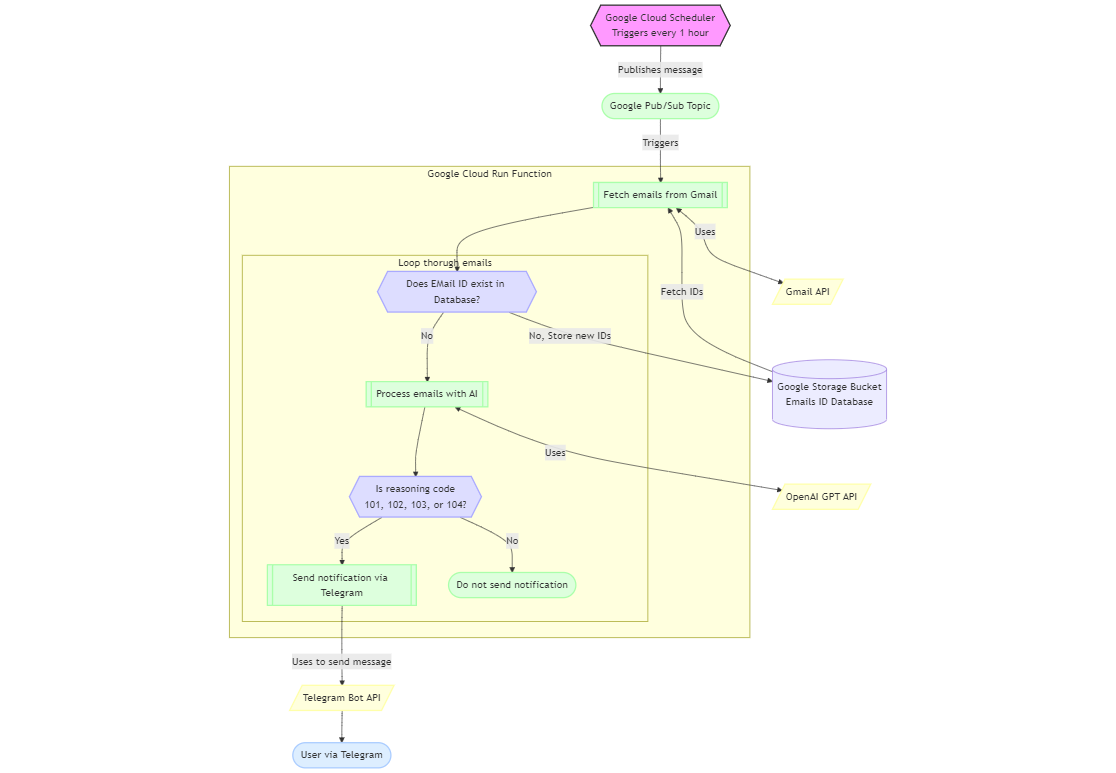 Google Cloud Scheduler
Triggers every 1 hour
Publishes message
Google Pub/Sub Topic
Triggers
Google Cloud Run Function
Fetch emails from Gmail
Uses
Loop thorugh emails
Does EMail ID exist in
Database?
Fetch IDs
Gmail API
No
No, Store new IDs
Google Storage Bucket
Emails ID Database
Process emails with AI
Uses
Is reasoning code
101, 102, 103, or 104?
OpenAI GPT API
Yes
No
Send notification via
Telegram
Do not send notification
Uses to send message
Telegram Bot API
User via Telegram